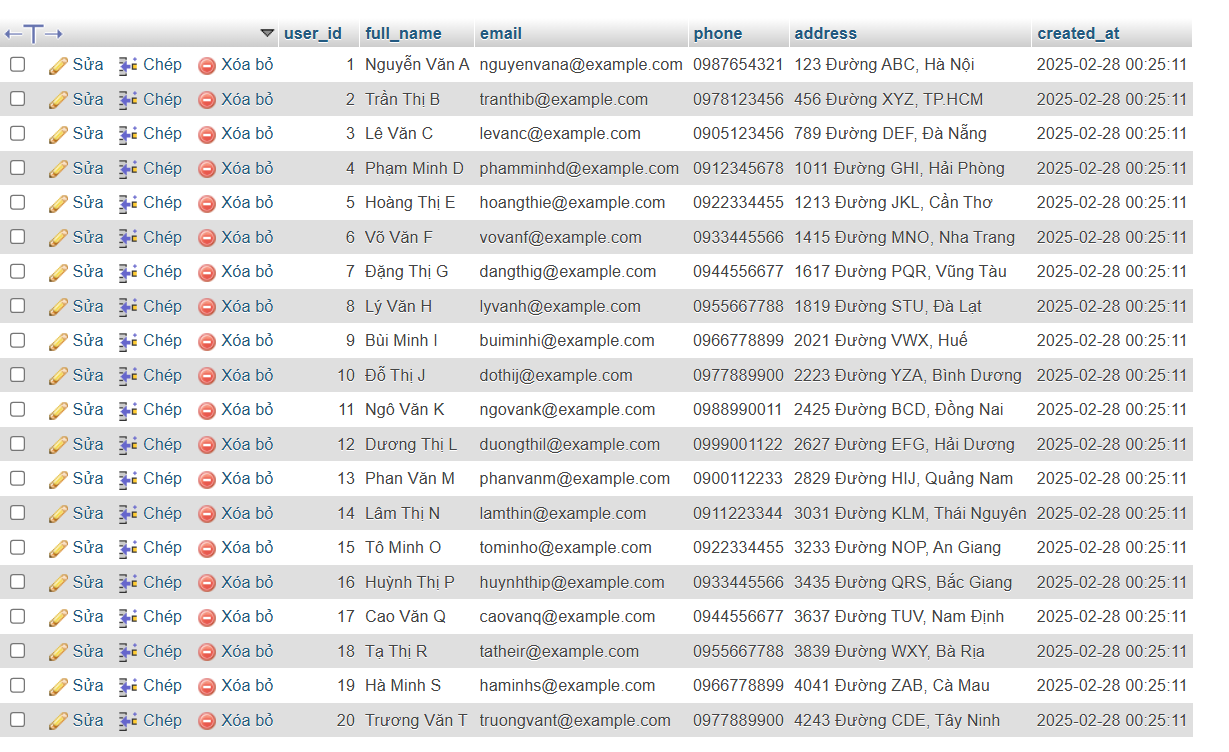 user_id full_name email phone address created_at
Sửa Chép Xóa bỏ 1 Nguyễn Văn A nguyenvana@example.com 0987654321 123 Đường ABC, Hà Nội 2025-02-28 00:25:11
Sửa Chép Xóa bỏ 2 Trần Thị B tranthib@example.com 0978123456 456 Đường XYZ, TP.HCM 2025-02-28 00:25:11
Sửa Chép Xóa bỏ 3 Lê Văn C levanc@example.com 0905123456 789 Đường DEF, Đà Nẵng 2025-02-28 00:25:11
Sửa Chép Xóa bỏ 4 Phạm Minh D phamminhd@example.com 0912345678 1011 Đường GHI, Hải Phòng 2025-02-28 00:25:11
Sửa Chép Xóa bỏ 5 Hoàng Thị E hoangthie@example.com 0922334455 1213 Đường JKL, Cần Thơ 2025-02-28 00:25:11
Sửa Chép Xóa bỏ 6 Võ Văn F vovanf@example.com 0933445566 1415 Đường MNO, Nha Trang 2025-02-28 00:25:11
Sửa Chép Xóa bỏ 7 Đặng Thị G dangthig@example.com 0944556677 1617 Đường PQR, Vũng Tàu 2025-02-28 00:25:11
Sửa Chép Xóa bỏ 8 Lý Văn H lyvanh@example.com 0955667788 1819 Đường STU, Đà Lạt 2025-02-28 00:25:11
Sửa Chép Xóa bỏ 9 Bùi Minh I buiminhi@example.com 0966778899 2021 Đường VWX, Huế 2025-02-28 00:25:11
Sửa Chép Xóa bỏ 10 Đỗ Thị J dothij@example.com 0977889900 2223 Đường YZA, Bình Dương 2025-02-28 00:25:11
Sửa Chép Xóa bỏ 11 Ngô Văn K ngovank@example.com 0988990011 2425 Đường BCD, Đồng Nai 2025-02-28 00:25:11
Sửa Chép Xóa bỏ 12 Dương Thị L duongthil@example.com 0999001122 2627 Đường EFG, Hải Dương 2025-02-28 00:25:11
Sửa Chép Xóa bỏ 13 Phan Văn M phanvanm@example.com 0900112233 2829 Đường HIJ, Quảng Nam 2025-02-28 00:25:11
Sửa Chép Xóa bỏ 14 Lâm Thị N lamthin@example.com 0911223344 3031 Đường KLM, Thái Nguyên 2025-02-28 00:25:11
Sửa Chép Xóa bỏ 15 Tô Minh O tominho@example.com 0922334455 3233 Đường NOP, An Giang 2025-02-28 00:25:11
Sửa Chép Xóa bỏ 16 Huỳnh Thị P huynhthip@example.com 0933445566 3435 Đường QRS, Bắc Giang 2025-02-28 00:25:11
Sửa Chép Xóa bỏ 17 Cao Văn Q caovanq@example.com 0944556677 3637 Đường TUV, Nam Định 2025-02-28 00:25:11
Sửa Chép Xóa bỏ 18 Tạ Thị R tatheir@example.com 0955667788 3839 Đường WXY, Bà Rịa 2025-02-28 00:25:11
Sửa Chép Xóa bỏ 19 Hà Minh S haminhs@example.com 0966778899 4041 Đường ZAB, Cà Mau 2025-02-28 00:25:11
Sửa Chép Xóa bỏ 20 Trương Văn T truongvant@example.com 0977889900 4243 Đường CDE, Tây Ninh 2025-02-28 00:25:11